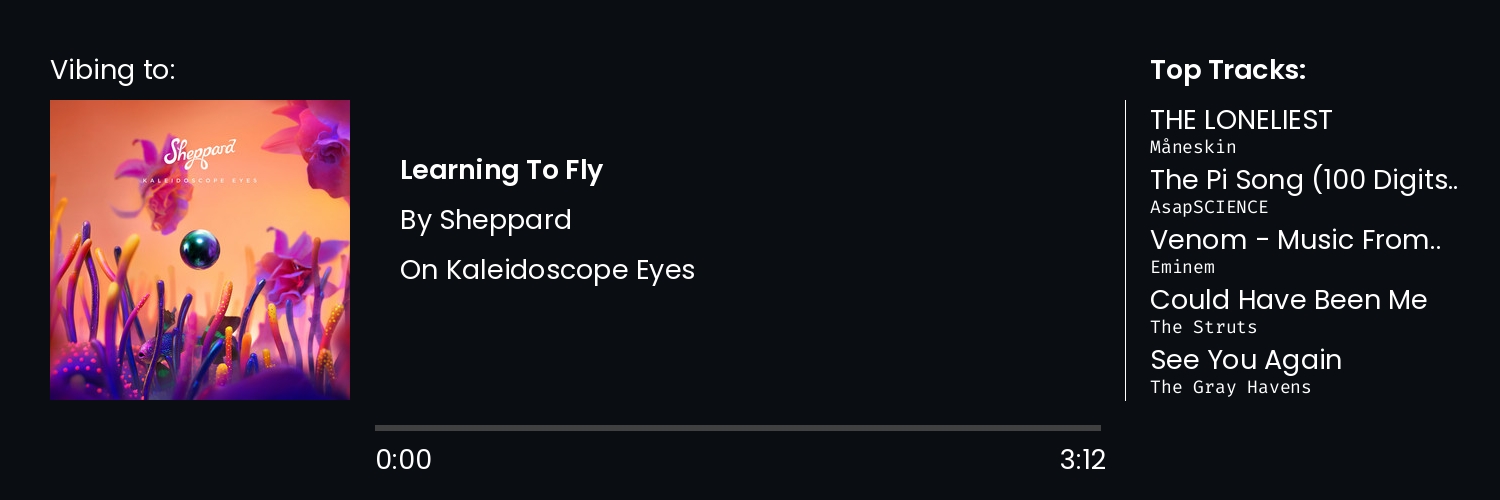 Vibing to:
Sheppard
KALEIDOSCOPE EYES
Learning To Fly
By Sheppard
On Kaleidoscope Eyes
0:00
3:12
Top Tracks:
THE LONELIEST
Måneskin
The Pi Song (100 Digits..
AsapSCIENCE
Venom - Music From..
Eminem
Could Have Been Me
The Struts
See You Again
The Gray Havens